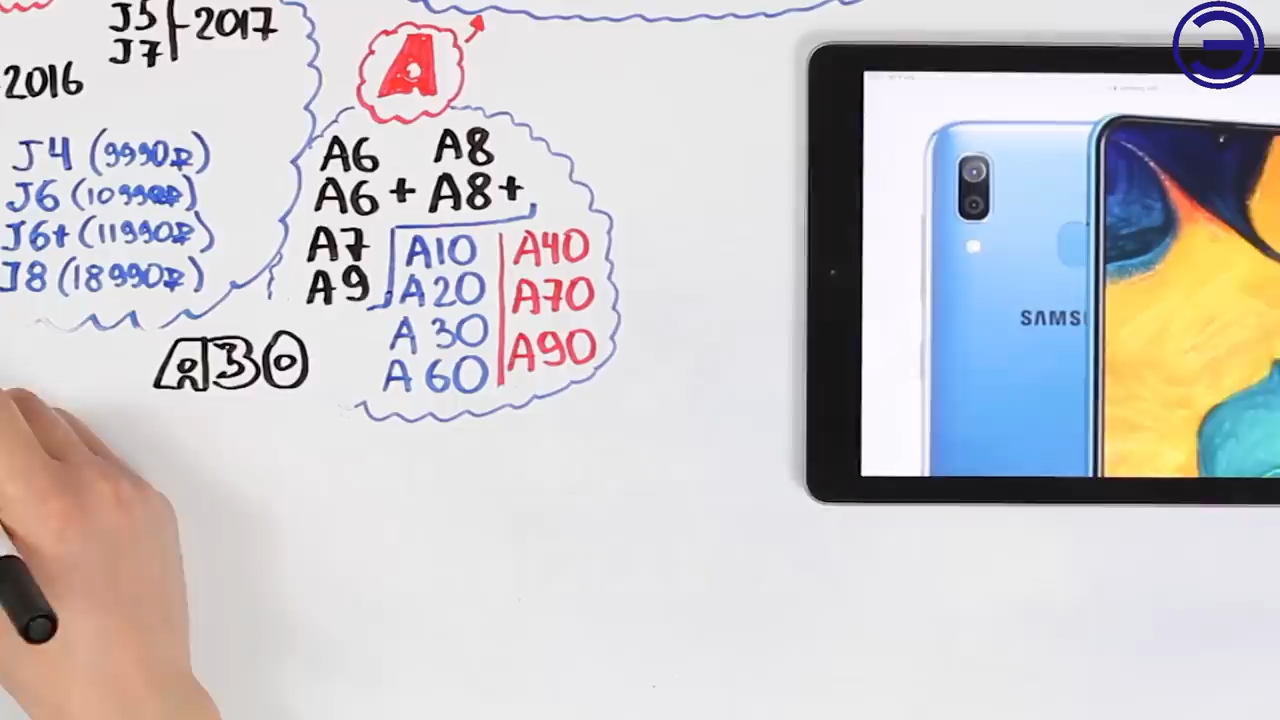 J5
J7
2017
2016
J4 (9990₽)
J6 (10990₽)
J6+ (11990₽)
J8 (18990₽)
A
A6 A8
A6+ A8+
A7
A9
A10
A20
A30
A60
A40
A70
A90
A30
SAMS
Э